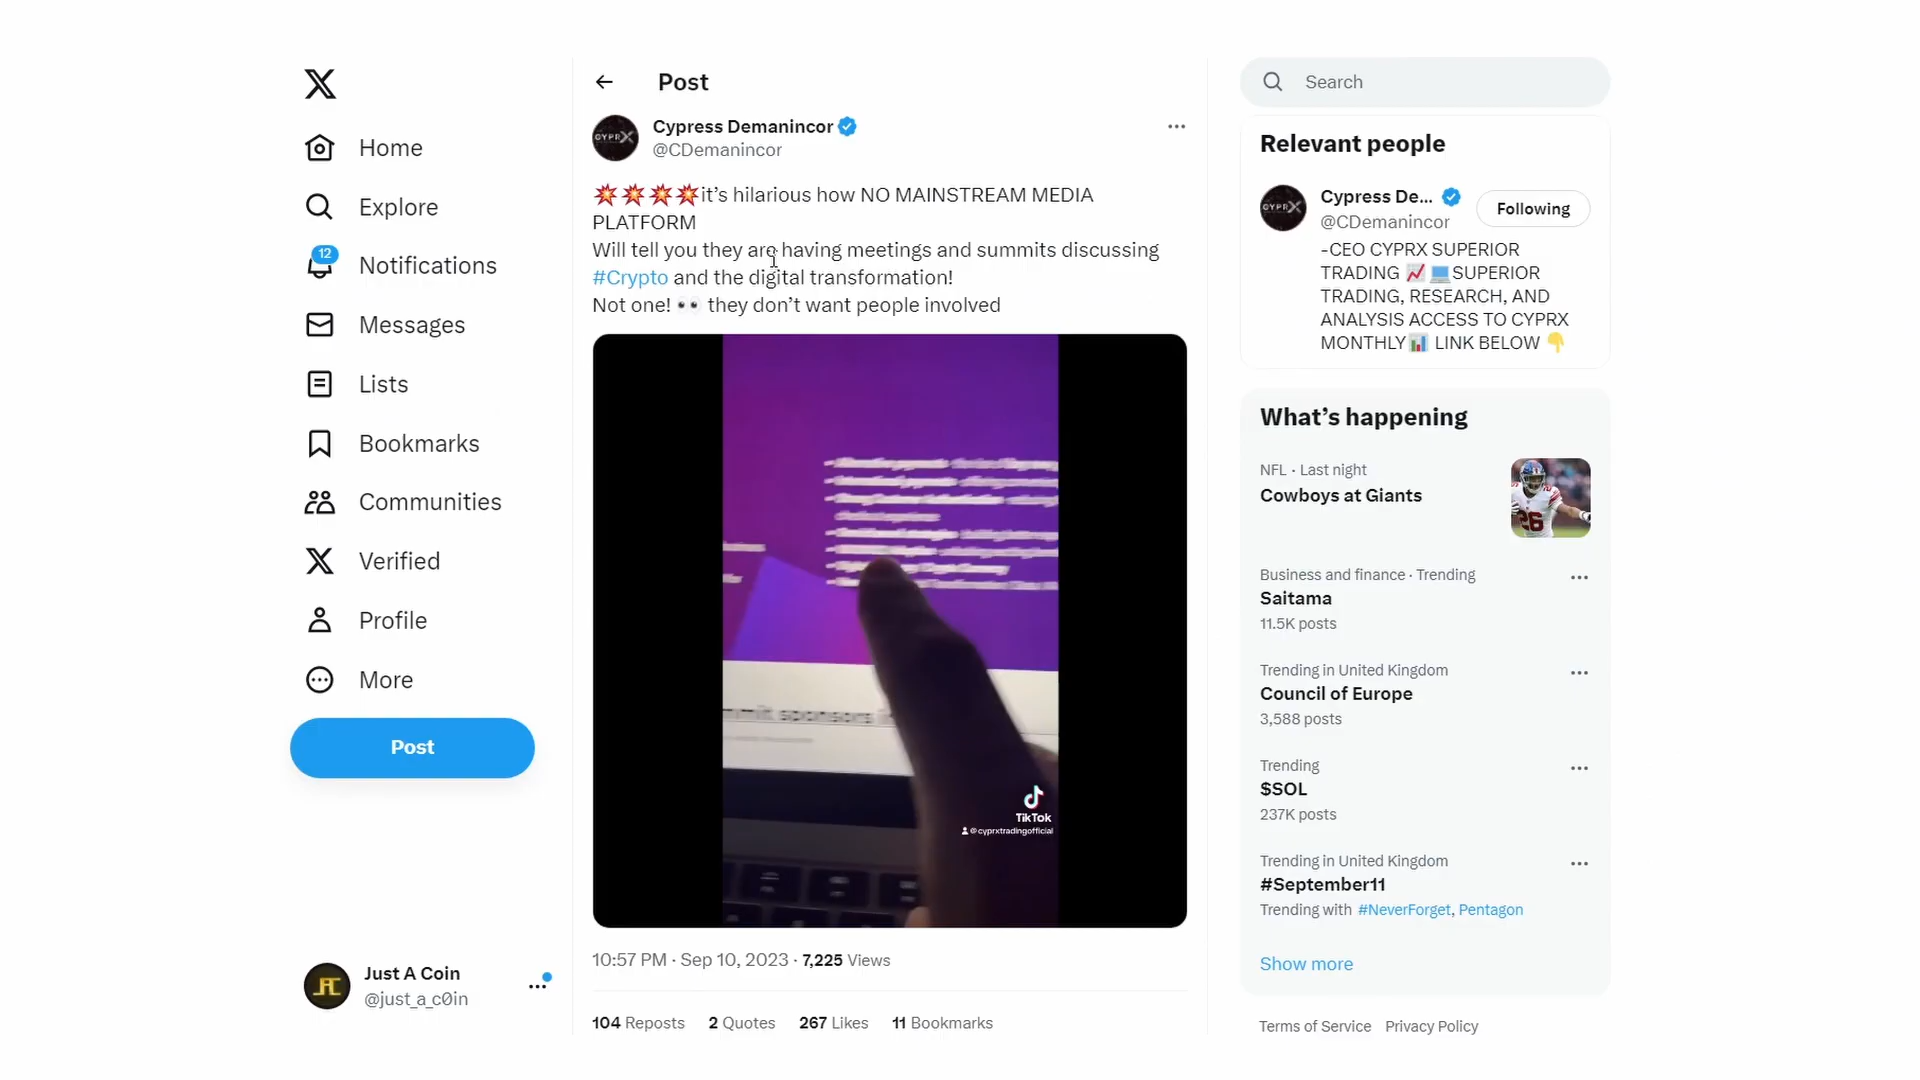 Home
Explore
12
Notifications
Messages
Lists
Bookmarks
Communities
Verified
Profile
More
Post
Just A Coin
@just_a_c0in
Post
CYPRX
Cypress Demanincor
@CDemanincor
💥💥💥💥it’s hilarious how NO MAINSTREAM MEDIA
PLATFORM
Will tell you they are having meetings and summits discussing
#Crypto and the digital transformation!
Not one! 👀 they don’t want people involved
sponsors
TikTok
@cyprxtradingofficial
10:57 PM · Sep 10, 2023 · 7,225 Views
104 Reposts 2 Quotes 267 Likes 11 Bookmarks
Search
Relevant people
CYPRX
Cypress De...
@CDemanincor
Following
-CEO CYPRX SUPERIOR
TRADING 📈 💻SUPERIOR
TRADING, RESEARCH, AND
ANALYSIS ACCESS TO CYPRX
MONTHLY📊 LINK BELOW 👇
What’s happening
NFL · Last night
Cowboys at Giants
26
Business and finance · Trending
Saitama
11.5K posts
Trending in United Kingdom
Council of Europe
3,588 posts
Trending
$SOL
237K posts
Trending in United Kingdom
#September11
Trending with #NeverForget, Pentagon
Show more
Terms of Service Privacy Policy